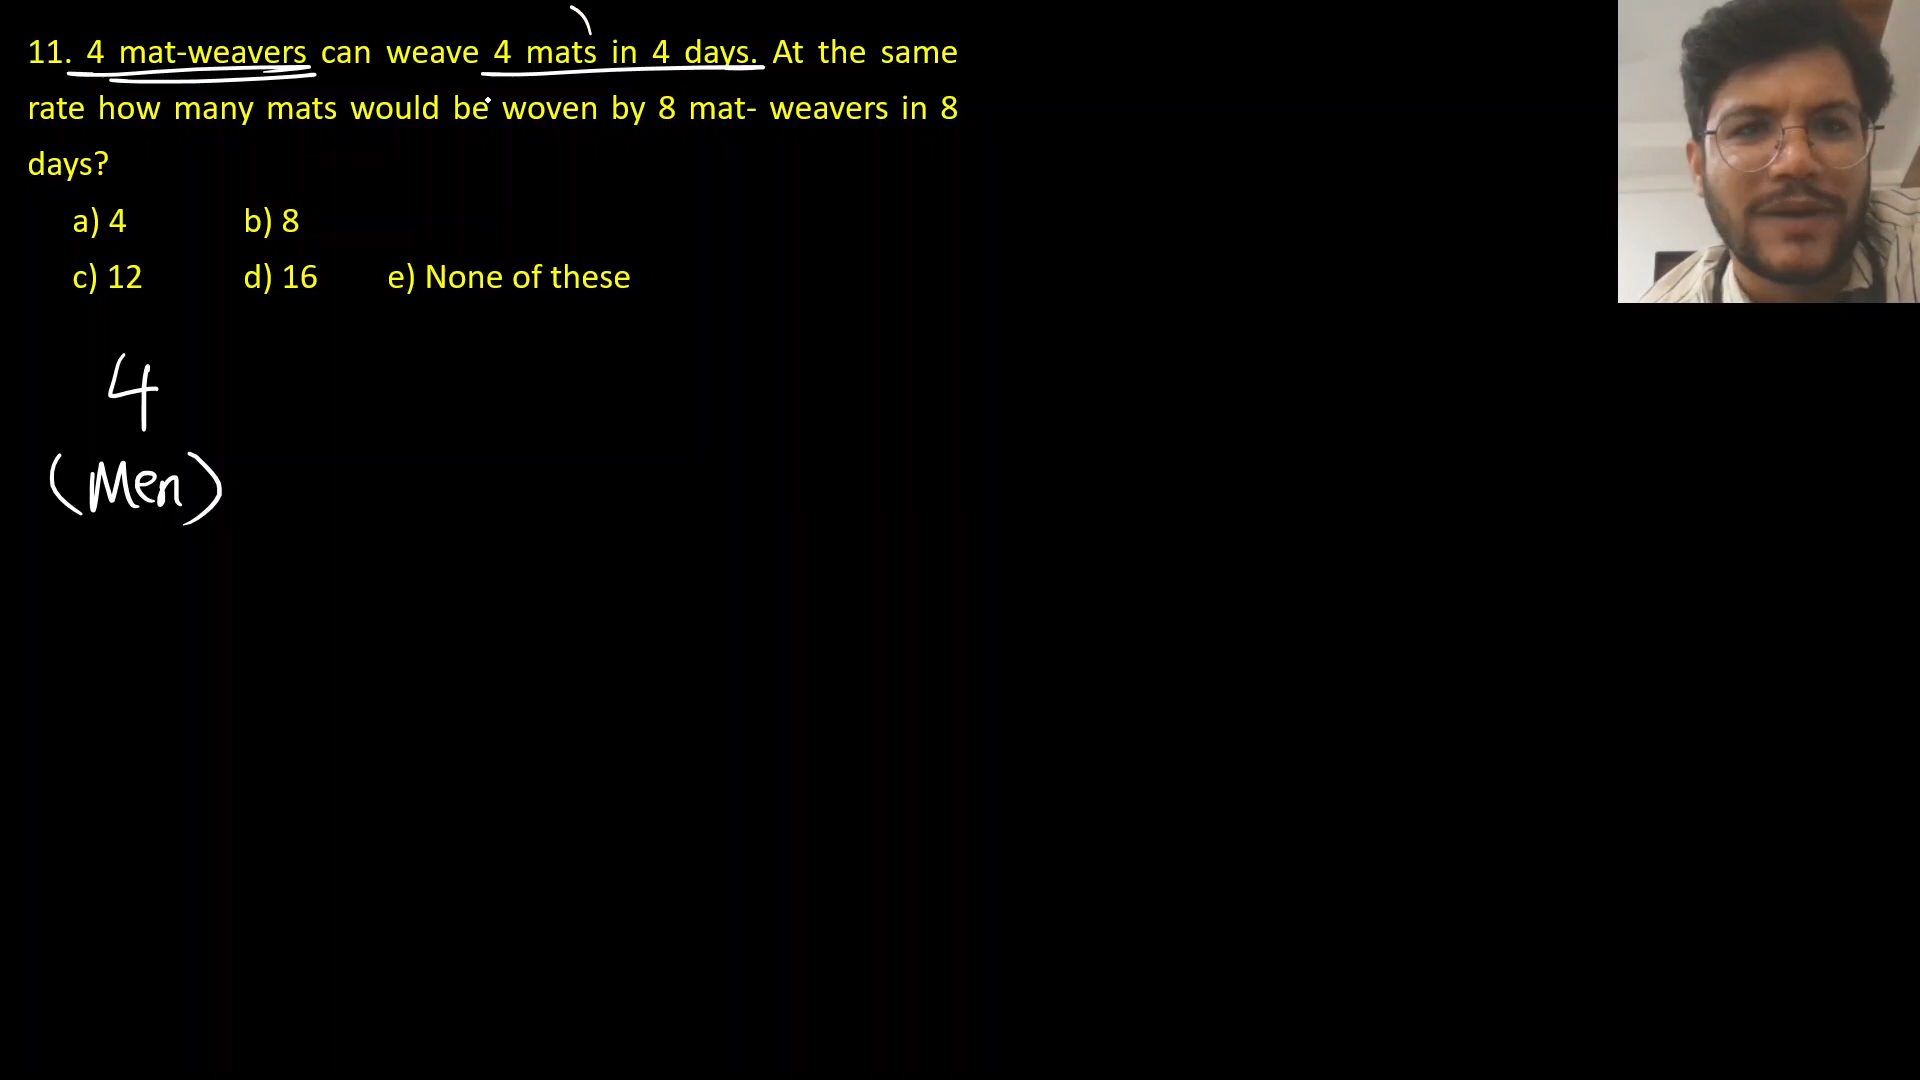 11. 4 mat-weavers can weave 4 mats in 4 days. At the same
rate how many mats would be woven by 8 mat- weavers in 8
days?
a) 4 b) 8
c) 12 d) 16 e) None of these
4
(Men)